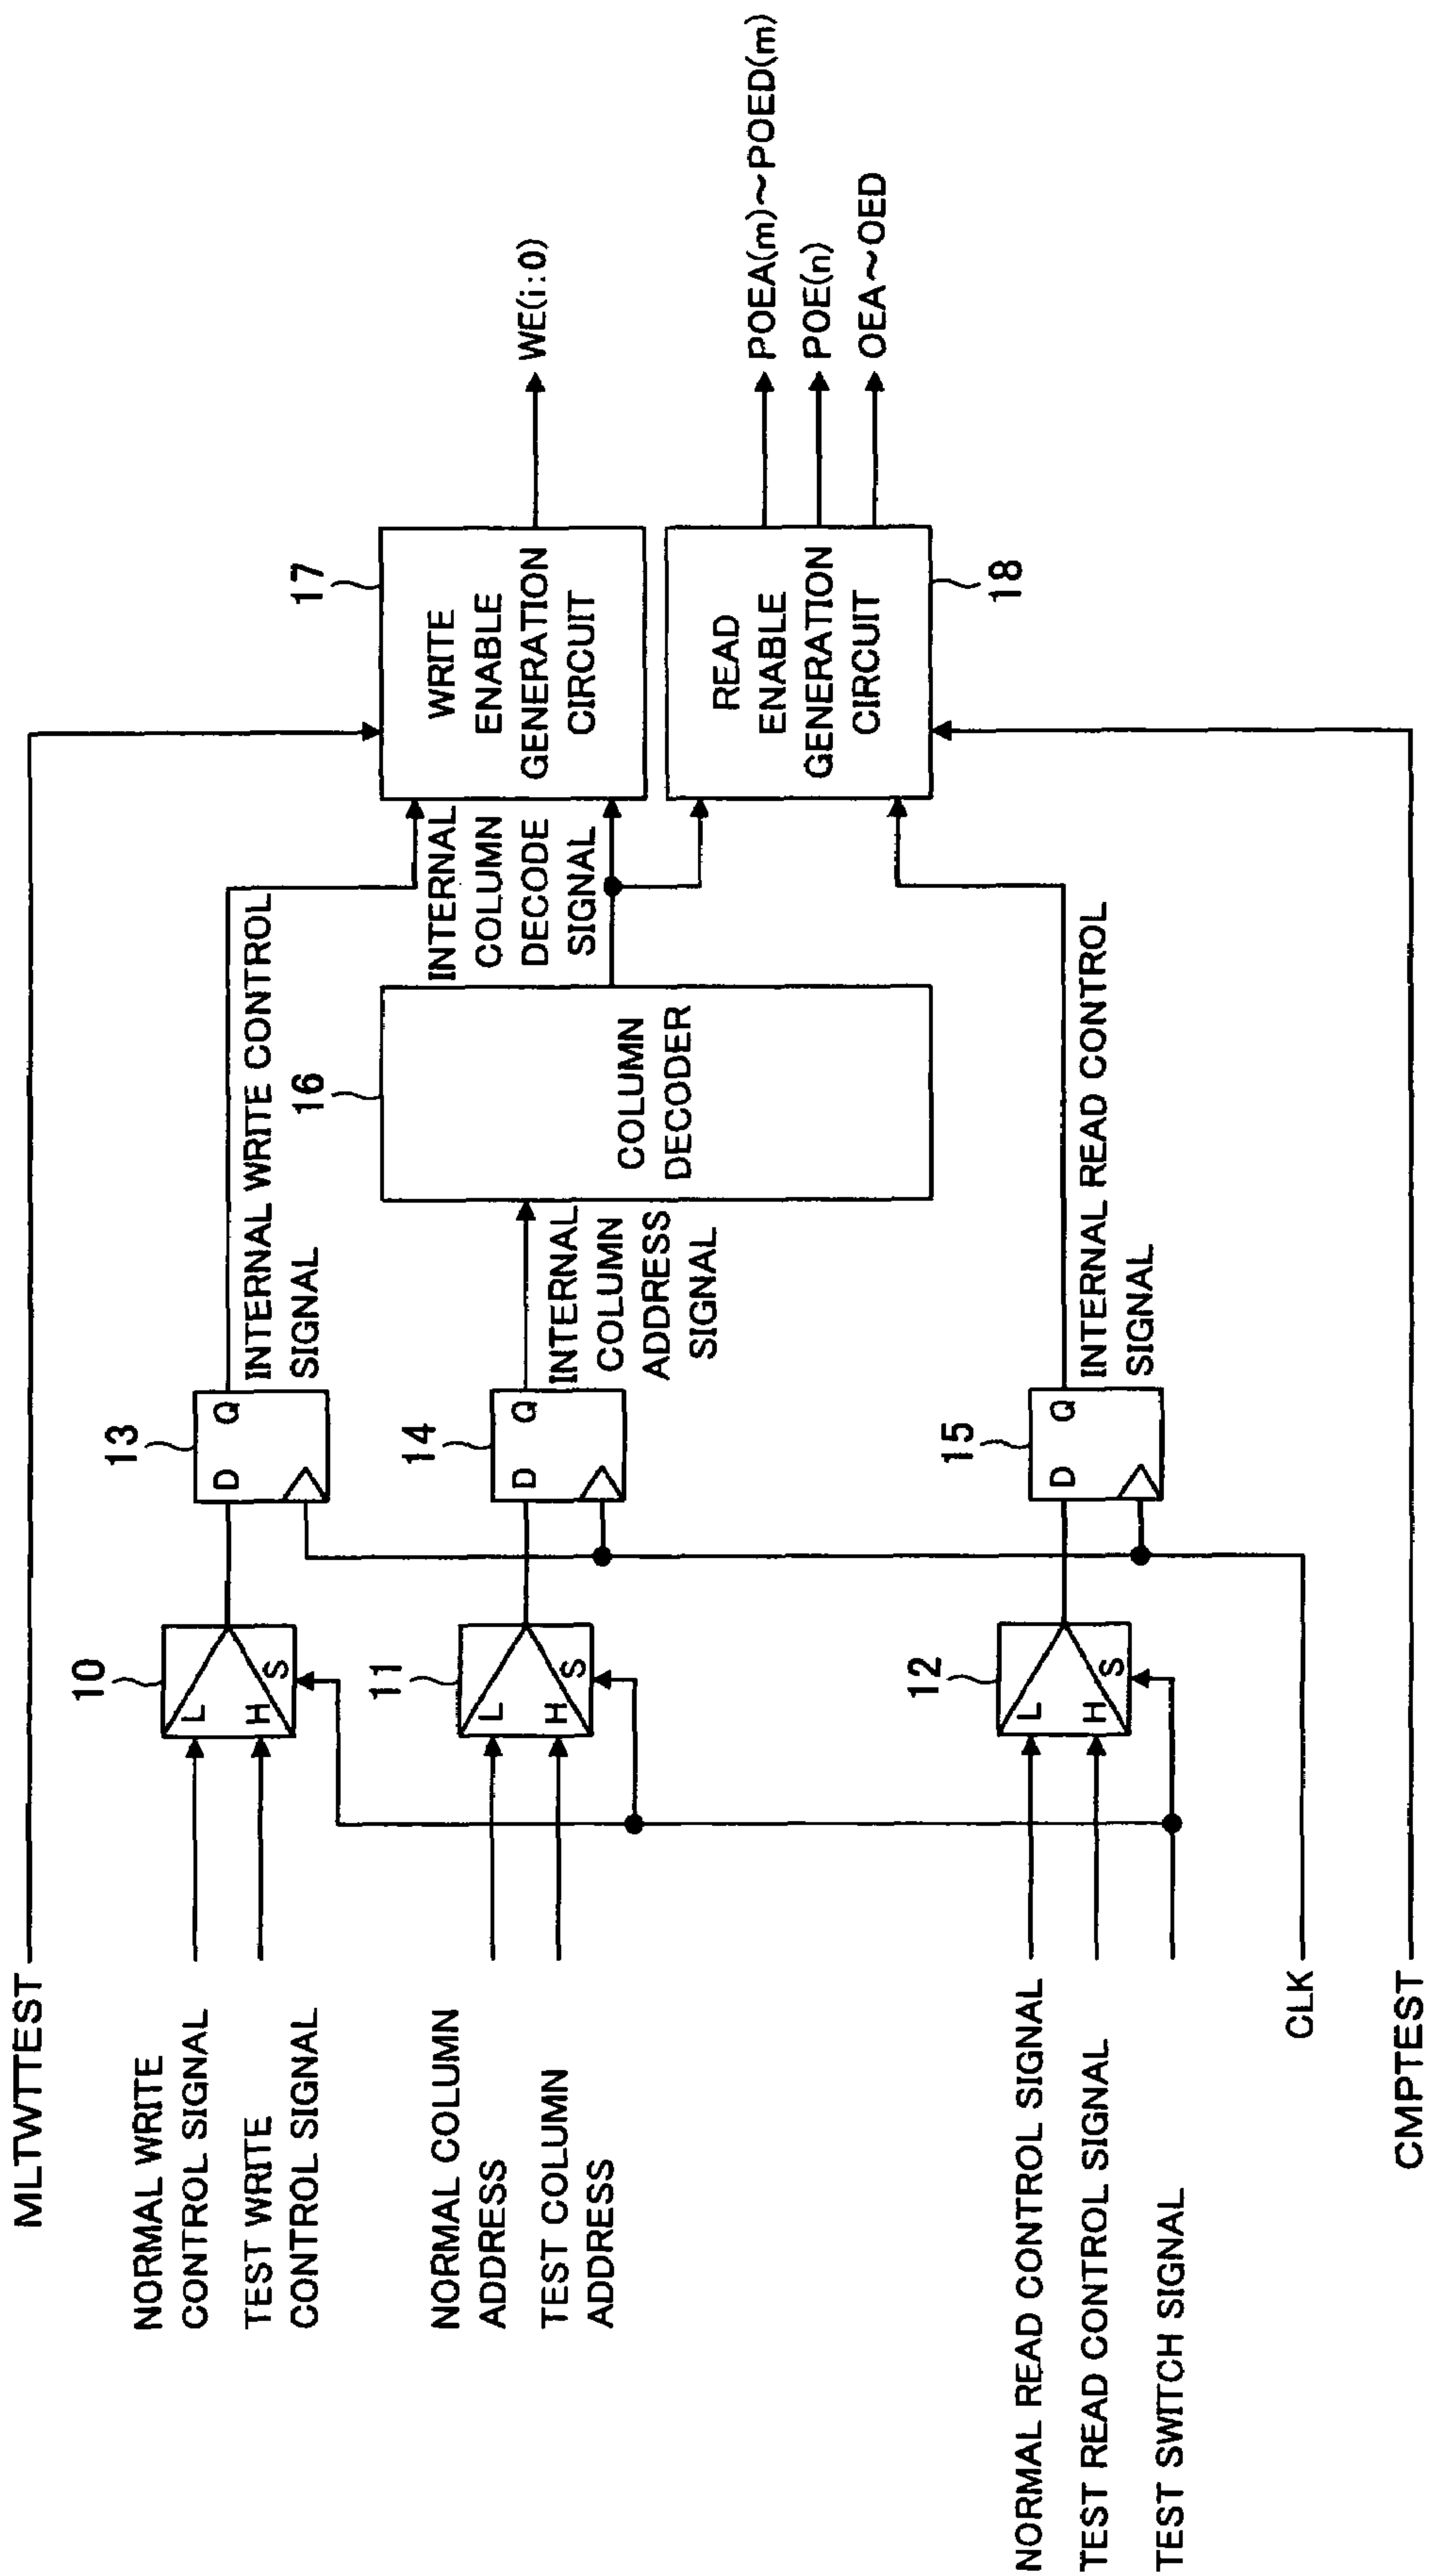 MLTWTTEST
NORMAL WRITE
CONTROL SIGNAL
TEST WRITE
CONTROL SIGNAL
10
L
H
S
13
D
Q
INTERNAL WRITE CONTROL
SIGNAL
NORMAL COLUMN
ADDRESS
TEST COLUMN
ADDRESS
11
L
H
S
14
D
Q
INTERNAL
COLUMN
ADDRESS
SIGNAL
16
COLUMN
DECODER
INTERNAL
COLUMN
DECODE
SIGNAL
17
WRITE
ENABLE
GENERATION
CIRCUIT
WE(i:0)
READ
ENABLE
GENERATION
CIRCUIT
18
POEA(m)~POED(m)
POE(n)
OEA~OED
NORMAL READ CONTROL SIGNAL
TEST READ CONTROL SIGNAL
TEST SWITCH SIGNAL
12
L
H
S
15
D
Q
INTERNAL READ CONTROL
SIGNAL
CLK
CMPTEST